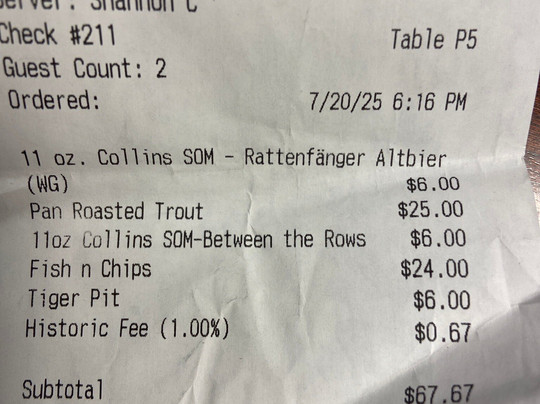 Server: Shannon C
Check #211
Table P5
Guest Count: 2
Ordered: 7/20/25 6:16 PM
11 oz. Collins SOM - Rattenfänger Altbier
(WG) $6.00
Pan Roasted Trout $25.00
11oz Collins SOM-Between the Rows $6.00
Fish n Chips $24.00
Tiger Pit $6.00
Historic Fee (1.00%) $0.67
Subtotal $67.67